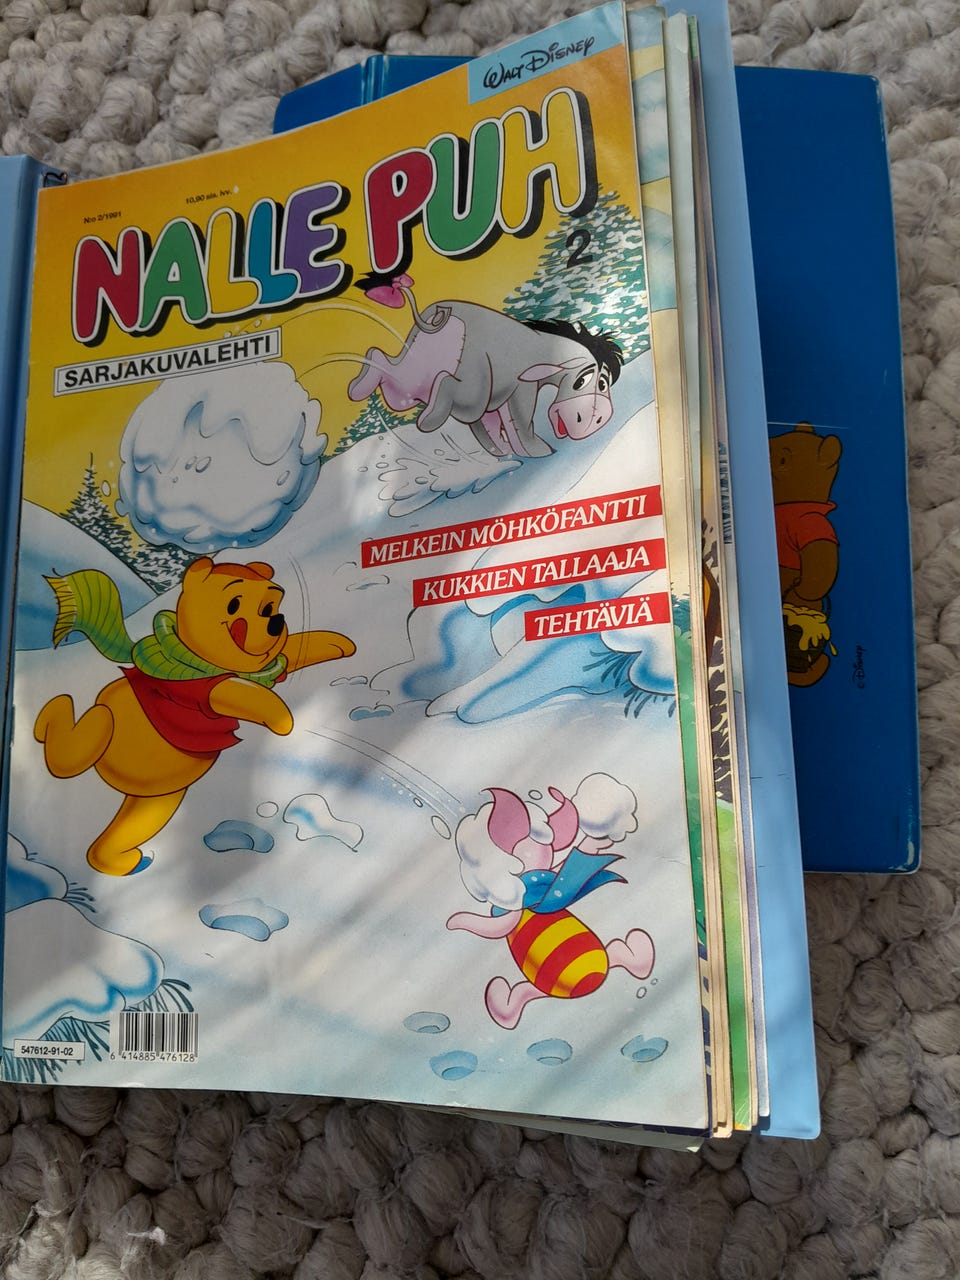 WALT DISNEY
N:o 2/1991
10,90 sis. lvv.
NALLE PUH
2
SARJAKUVALEHTI
MELKEIN MÖHKÖFANTTI
KUKKIEN TALLAAJA
TEHTÄVIÄ
© Disney
547612-91-02
6 414885 476128